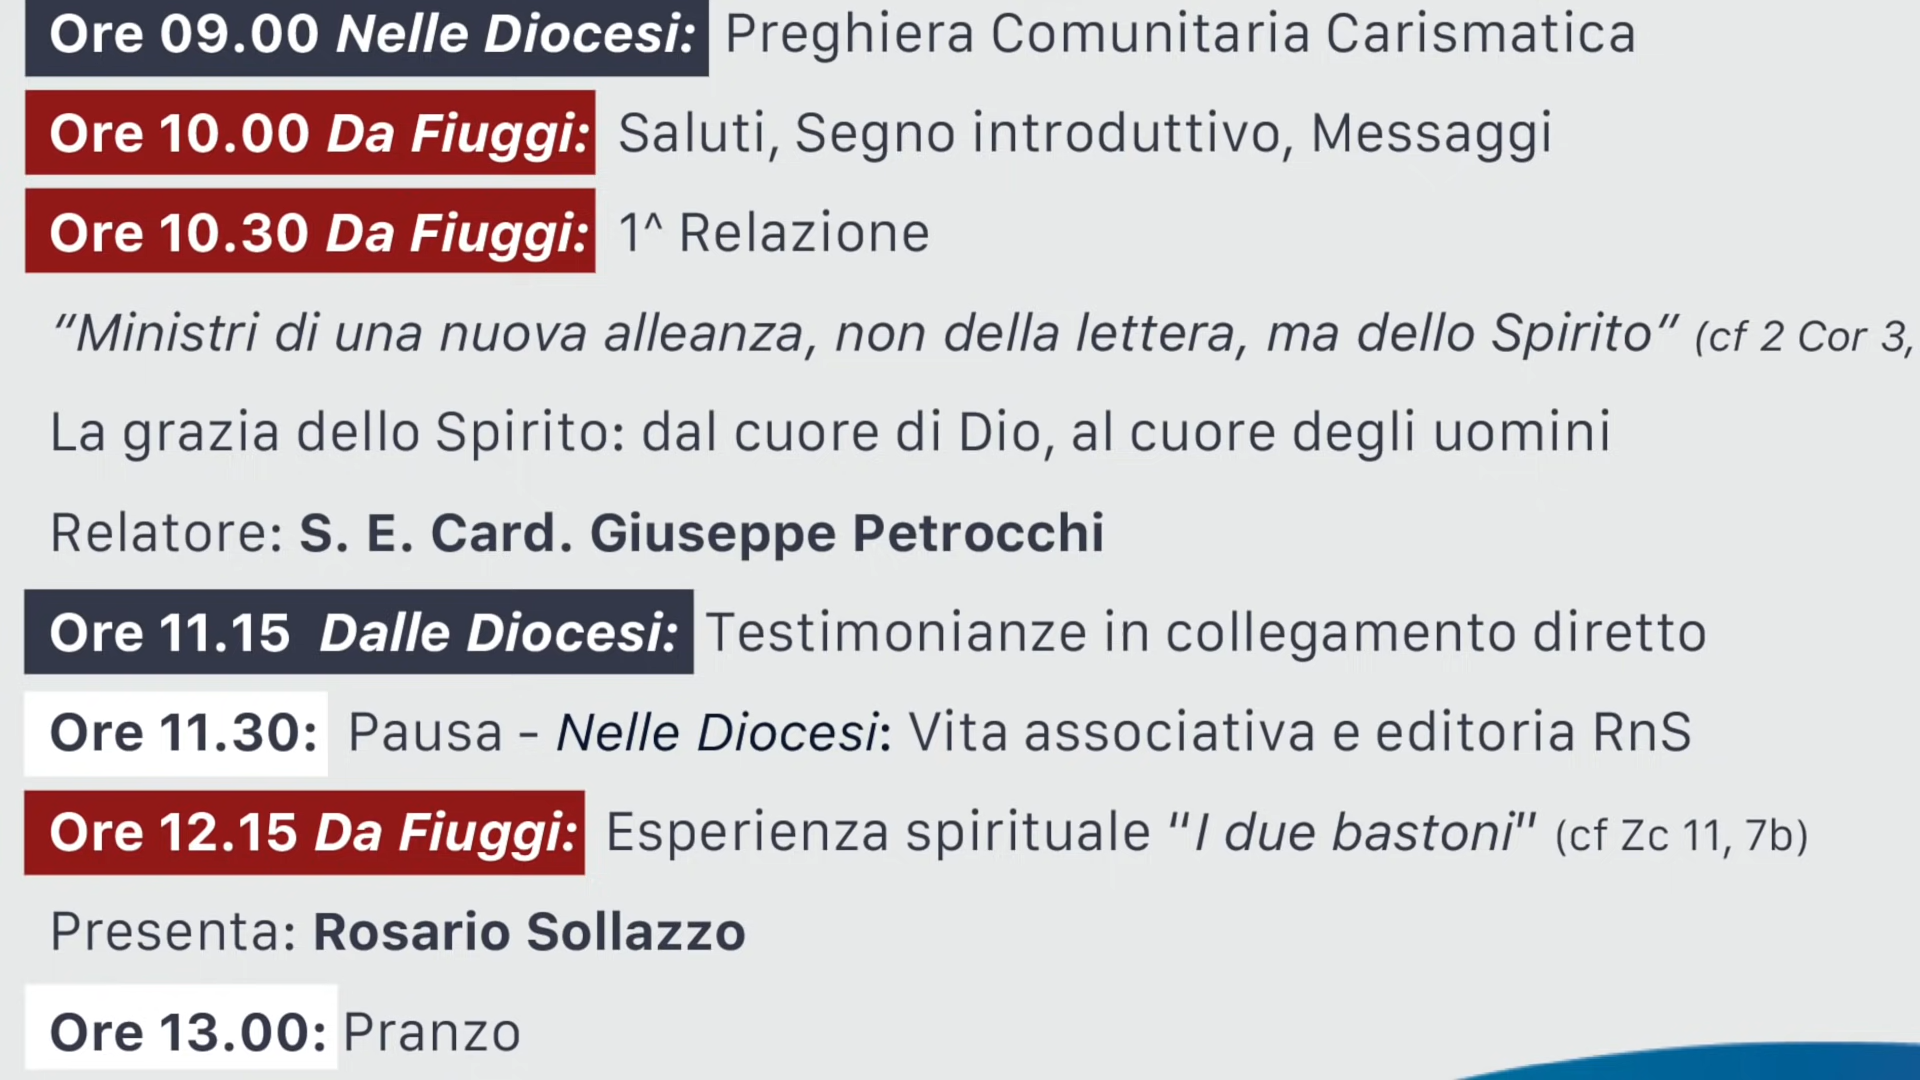 Ore 09.00 Nelle Diocesi: Preghiera Comunitaria Carismatica
Ore 10.00 Da Fiuggi: Saluti, Segno introduttivo, Messaggi
Ore 10.30 Da Fiuggi: 1^ Relazione
“Ministri di una nuova alleanza, non della lettera, ma dello Spirito” (cf 2 Cor 3,
La grazia dello Spirito: dal cuore di Dio, al cuore degli uomini
Relatore: S. E. Card. Giuseppe Petrocchi
Ore 11.15 Dalle Diocesi: Testimonianze in collegamento diretto
Ore 11.30: Pausa - Nelle Diocesi: Vita associativa e editoria RnS
Ore 12.15 Da Fiuggi: Esperienza spirituale “I due bastoni” (cf Zc 11, 7b)
Presenta: Rosario Sollazzo
Ore 13.00: Pranzo